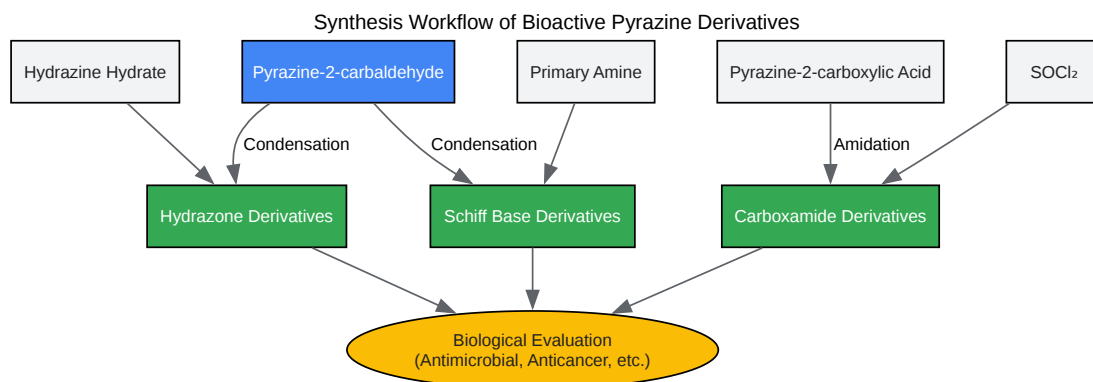 Synthesis Workflow of Bioactive Pyrazine Derivatives
Hydrazine Hydrate
Pyrazine-2-carbaldehyde
Primary Amine
Pyrazine-2-carboxylic Acid
SOCl₂
Condensation
Condensation
Amidation
Hydrazone Derivatives
Schiff Base Derivatives
Carboxamide Derivatives
Biological Evaluation
(Antimicrobial, Anticancer, etc.)